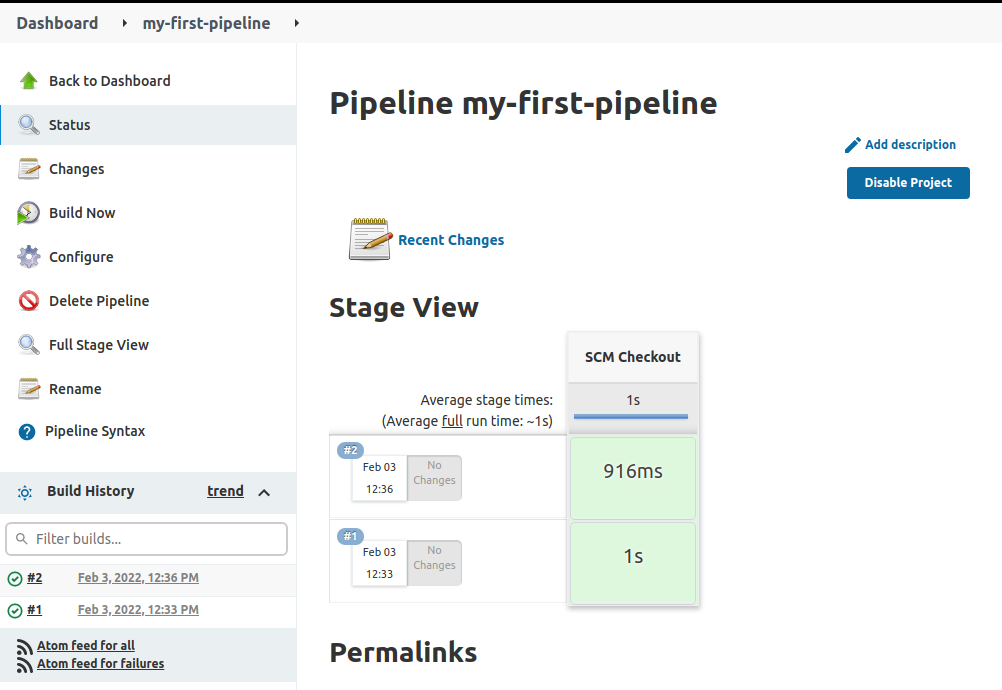 Dashboard my-first-pipeline
Back to Dashboard
Status
Changes
Build Now
Configure
Delete Pipeline
Full Stage View
Rename
Pipeline Syntax
Build History trend
Filter builds...
#2 Feb 3, 2022, 12:36 PM
#1 Feb 3, 2022, 12:33 PM
Atom feed for all
Atom feed for failures
Pipeline my-first-pipeline
Add description
Disable Project
Recent Changes
Stage View
SCM Checkout
Average stage times: 1s
(Average full run time: ~1s)
#2
Feb 03
12:36
No
Changes
916ms
#1
Feb 03
12:33
No
Changes
1s
Permalinks